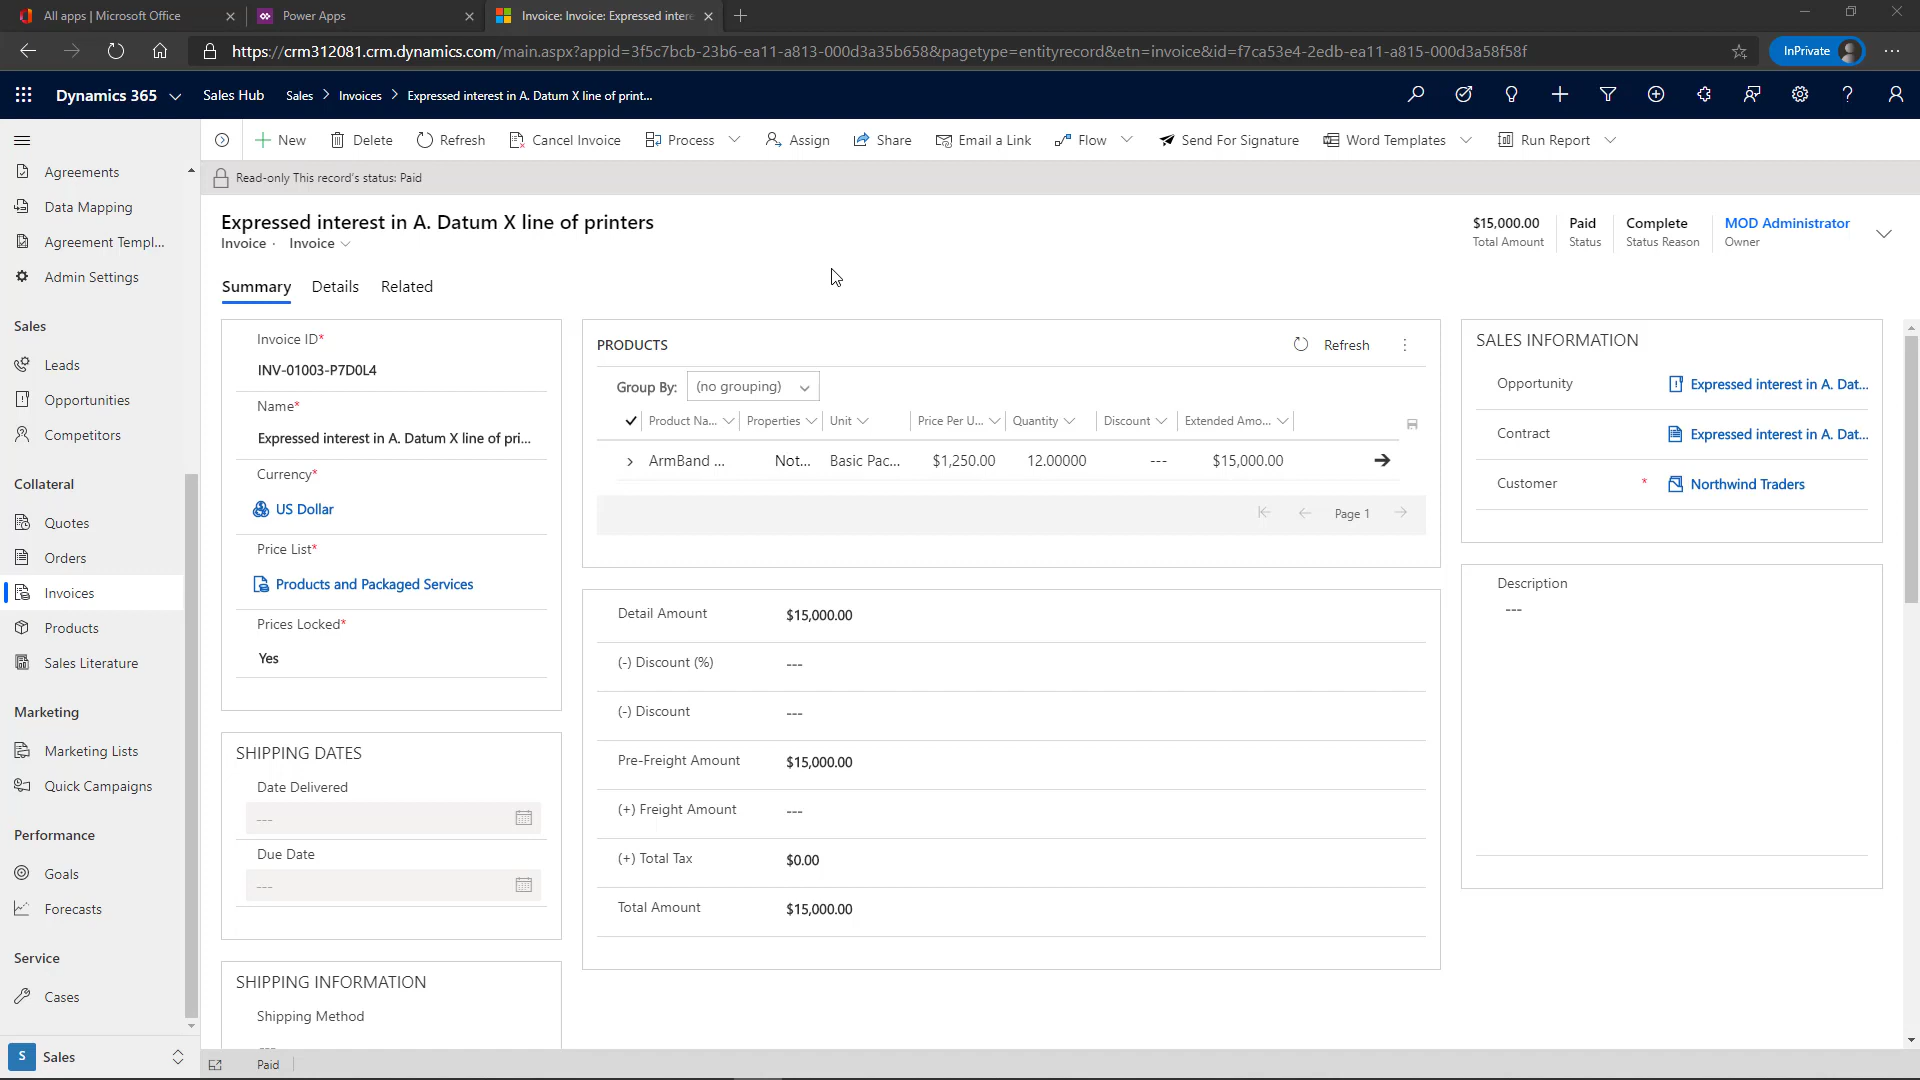 All apps | Microsoft Office
Power Apps
Invoice: Invoice: Expressed inter
https://crm312081.crm.dynamics.com/main.aspx?appid=3f5c7bcb-23b6-ea11-a813-000d3a35b658&pagetype=entityrecord&etn=invoice&id=f7ca53e4-2edb-ea11-a815-000d3a58f58f
InPrivate
Dynamics 365
Sales Hub
Sales > Invoices > Expressed interest in A. Datum X line of print...
New
Delete
Refresh
Cancel Invoice
Process
Assign
Share
Email a Link
Flow
Send For Signature
Word Templates
Run Report
Read-only This record's status: Paid
Agreements
Data Mapping
Agreement Templ...
Admin Settings
Sales
Leads
Opportunities
Competitors
Collateral
Quotes
Orders
Invoices
Products
Sales Literature
Marketing
Marketing Lists
Quick Campaigns
Performance
Goals
Forecasts
Service
Cases
S Sales
Expressed interest in A. Datum X line of printers
Invoice · Invoice
$15,000.00
Total Amount
Paid
Status
Complete
Status Reason
MOD Administrator
Owner
Summary
Details
Related
Invoice ID*
INV-01003-P7D0L4
Name*
Expressed interest in A. Datum X line of pri...
Currency*
US Dollar
Price List*
Products and Packaged Services
Prices Locked*
Yes
SHIPPING DATES
Date Delivered
---
Due Date
---
SHIPPING INFORMATION
Shipping Method
---
PRODUCTS
Refresh
Group By: (no grouping)
Product Na... Properties Unit Price Per U... Quantity Discount Extended Amo...
ArmBand ... Not... Basic Pac... $1,250.00 12.00000 --- $15,000.00
Page 1
Detail Amount $15,000.00
(-) Discount (%) ---
(-) Discount ---
Pre-Freight Amount $15,000.00
(+) Freight Amount ---
(+) Total Tax $0.00
Total Amount $15,000.00
SALES INFORMATION
Opportunity Expressed interest in A. Dat...
Contract Expressed interest in A. Dat...
Customer * Northwind Traders
Description
---
Paid